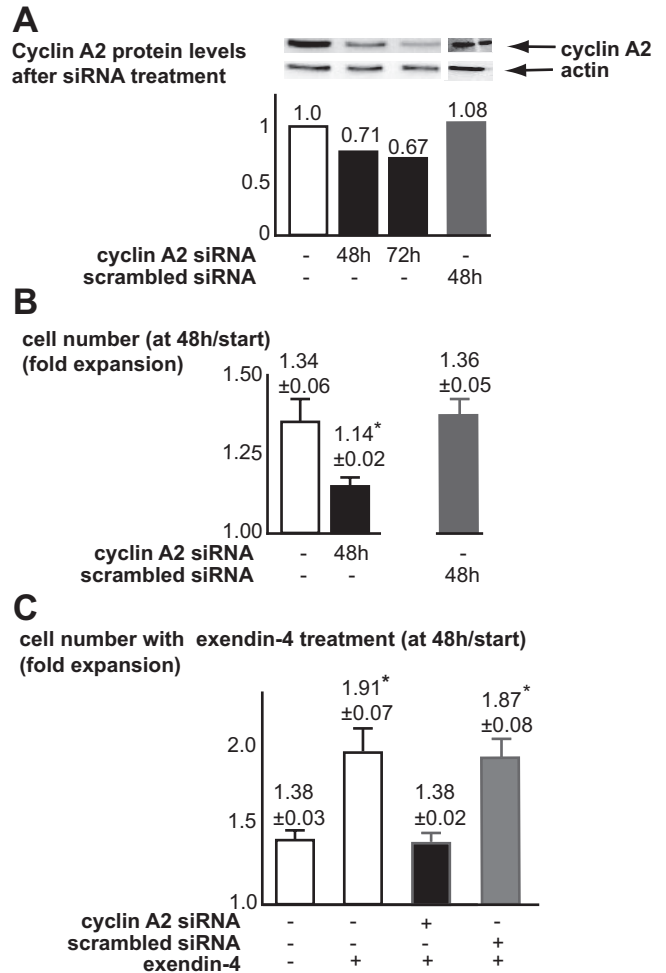 A
Cyclin A2 protein levels
after siRNA treatment
cyclin A2
actin
1.0
0.71
0.67
1.08
1
0.5
0
cyclin A2 siRNA - 48h 72h -
scrambled siRNA - - - 48h
B
cell number (at 48h/start)
(fold expansion)
1.34
±0.06
1.14*
±0.02
1.36
±0.05
1.50
1.25
1.00
cyclin A2 siRNA - 48h -
scrambled siRNA - - 48h
C
cell number with exendin-4 treatment (at 48h/start)
(fold expansion)
1.38
±0.03
1.91*
±0.07
1.38
±0.02
1.87*
±0.08
2.0
1.5
1.0
cyclin A2 siRNA - - + -
scrambled siRNA - - - +
exendin-4 - + + +